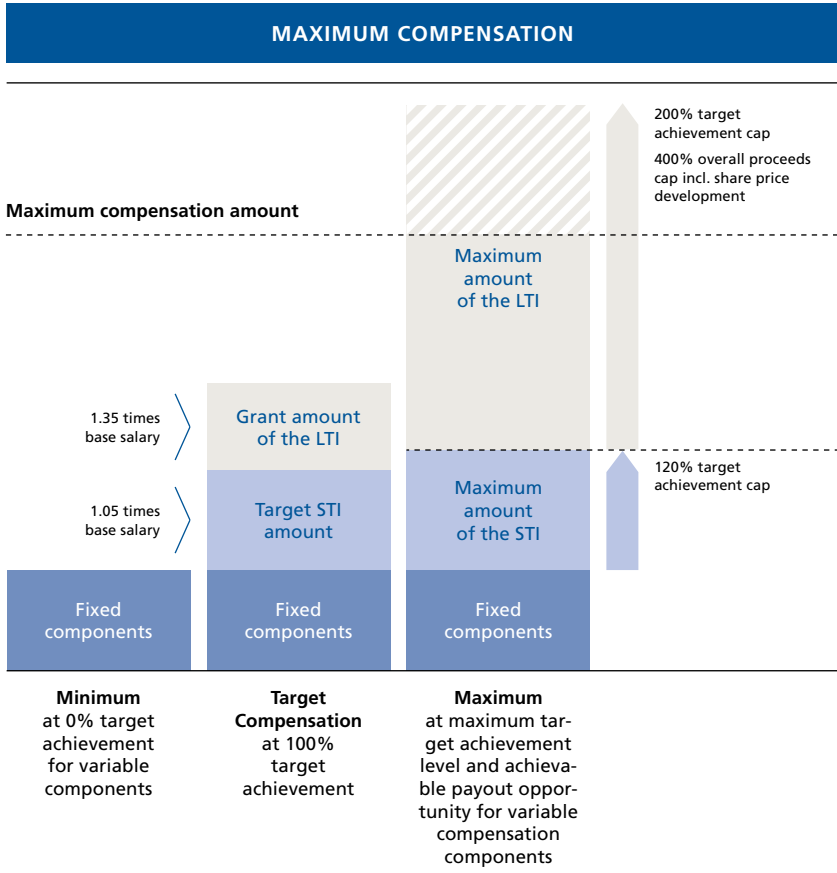 MAXIMUM COMPENSATION
200% target
achievement cap
400% overall proceeds
cap incl. share price
development
Maximum compensation amount
Maximum
amount
of the LTI
1.35 times
base salary
Grant amount
of the LTI
120% target
achievement cap
1.05 times
base salary
Target STI
amount
Maximum
amount
of the STI
Fixed
components
Fixed
components
Fixed
components
Minimum
at 0% target
achievement
for variable
components
Target
Compensation
at 100%
target
achievement
Maximum
at maximum tar-
get achievement
level and achieva-
ble payout oppor-
tunity for variable
compensation
components